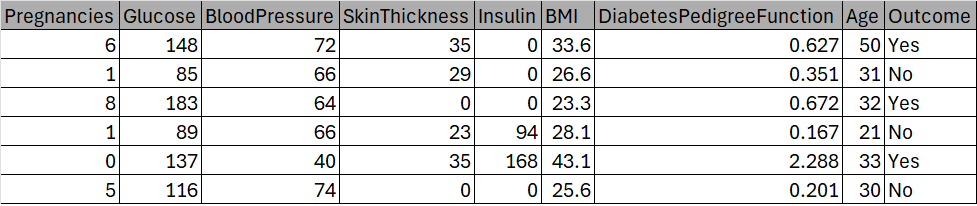 Pregnancies Glucose BloodPressure SkinThickness Insulin BMI DiabetesPedigreeFunction Age Outcome
6 148 72 35 0 33.6 0.627 50 Yes
1 85 66 29 0 26.6 0.351 31 No
8 183 64 0 0 23.3 0.672 32 Yes
1 89 66 23 94 28.1 0.167 21 No
0 137 40 35 168 43.1 2.288 33 Yes
5 116 74 0 0 25.6 0.201 30 No